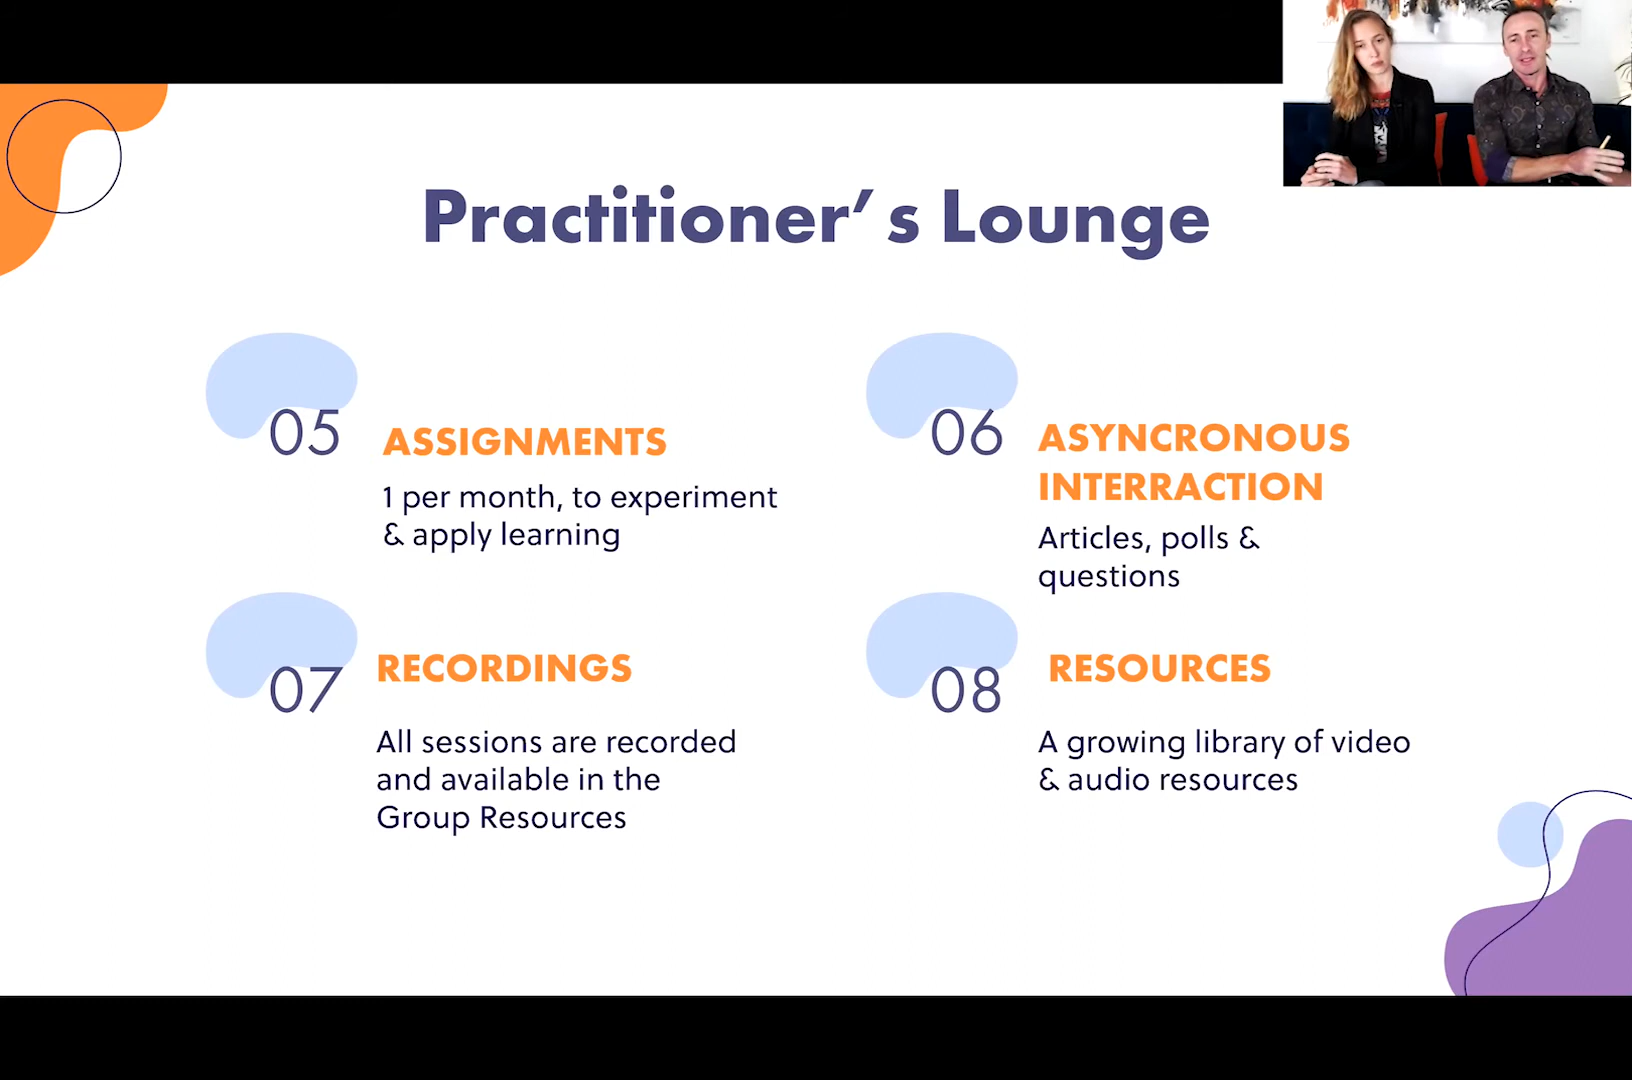 Practitioner’ s Lounge
05
ASSIGNMENTS
1 per month, to experiment
& apply learning
06
ASYNCRONOUS
INTERRACTION
Articles, polls &
questions
07
RECORDINGS
All sessions are recorded
and available in the
Group Resources
08
RESOURCES
A growing library of video
& audio resources